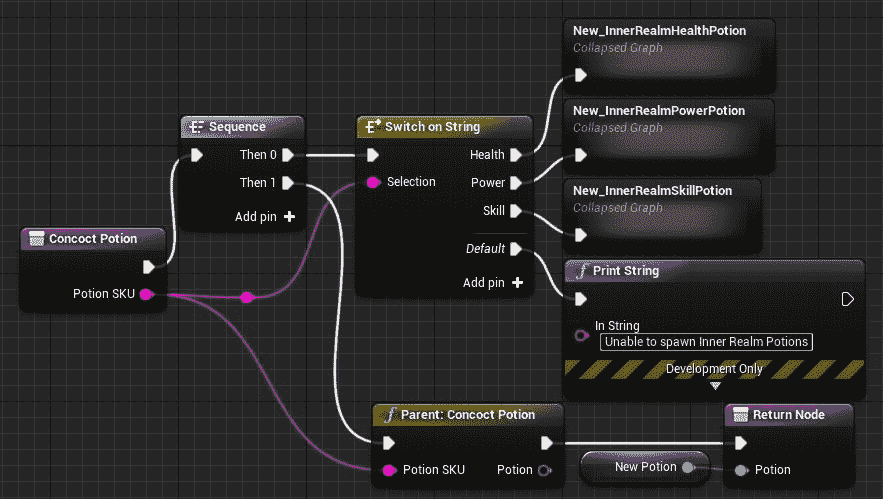 New_InnerRealmHealthPotion
Collapsed Graph
New_InnerRealmPowerPotion
Collapsed Graph
New_InnerRealmSkillPotion
Collapsed Graph
Sequence
Then 0
Then 1
Add pin
Switch on String
Selection
Health
Power
Skill
Default
Add pin
Concoct Potion
Potion SKU
Print String
In String
Unable to spawn Inner Realm Potions
Development Only
Parent: Concoct Potion
Potion SKU
Potion
New Potion
Return Node
Potion